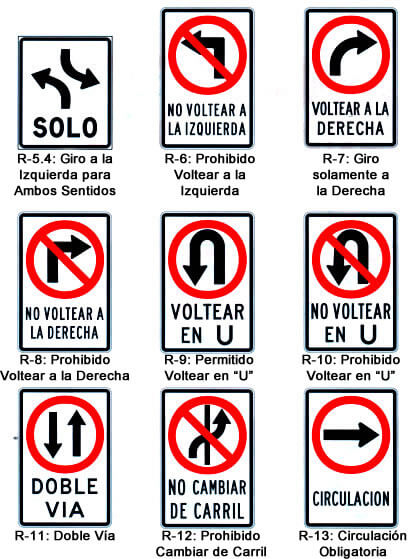 SOLO
R-5.4: Giro a la
Izquierda para
Ambos Sentidos
NO VOLTEAR A
LA IZQUIERDA
R-6: Prohibido
Voltear a la
Izquierda
VOLTEAR A LA
DERECHA
R-7: Giro
solamente a
la Derecha
NO VOLTEAR A
LA DERECHA
R-8: Prohibido
Voltear a la Derecha
VOLTEAR
EN U
R-9: Permitido
Voltear en "U"
NO VOLTEAR
EN U
R-10: Prohibido
Voltear en "U"
DOBLE
VIA
R-11: Doble Vía
NO CAMBIAR
DE CARRIL
R-12: Prohibido
Cambiar de Carril
CIRCULACION
R-13: Circulación
Obligatoria